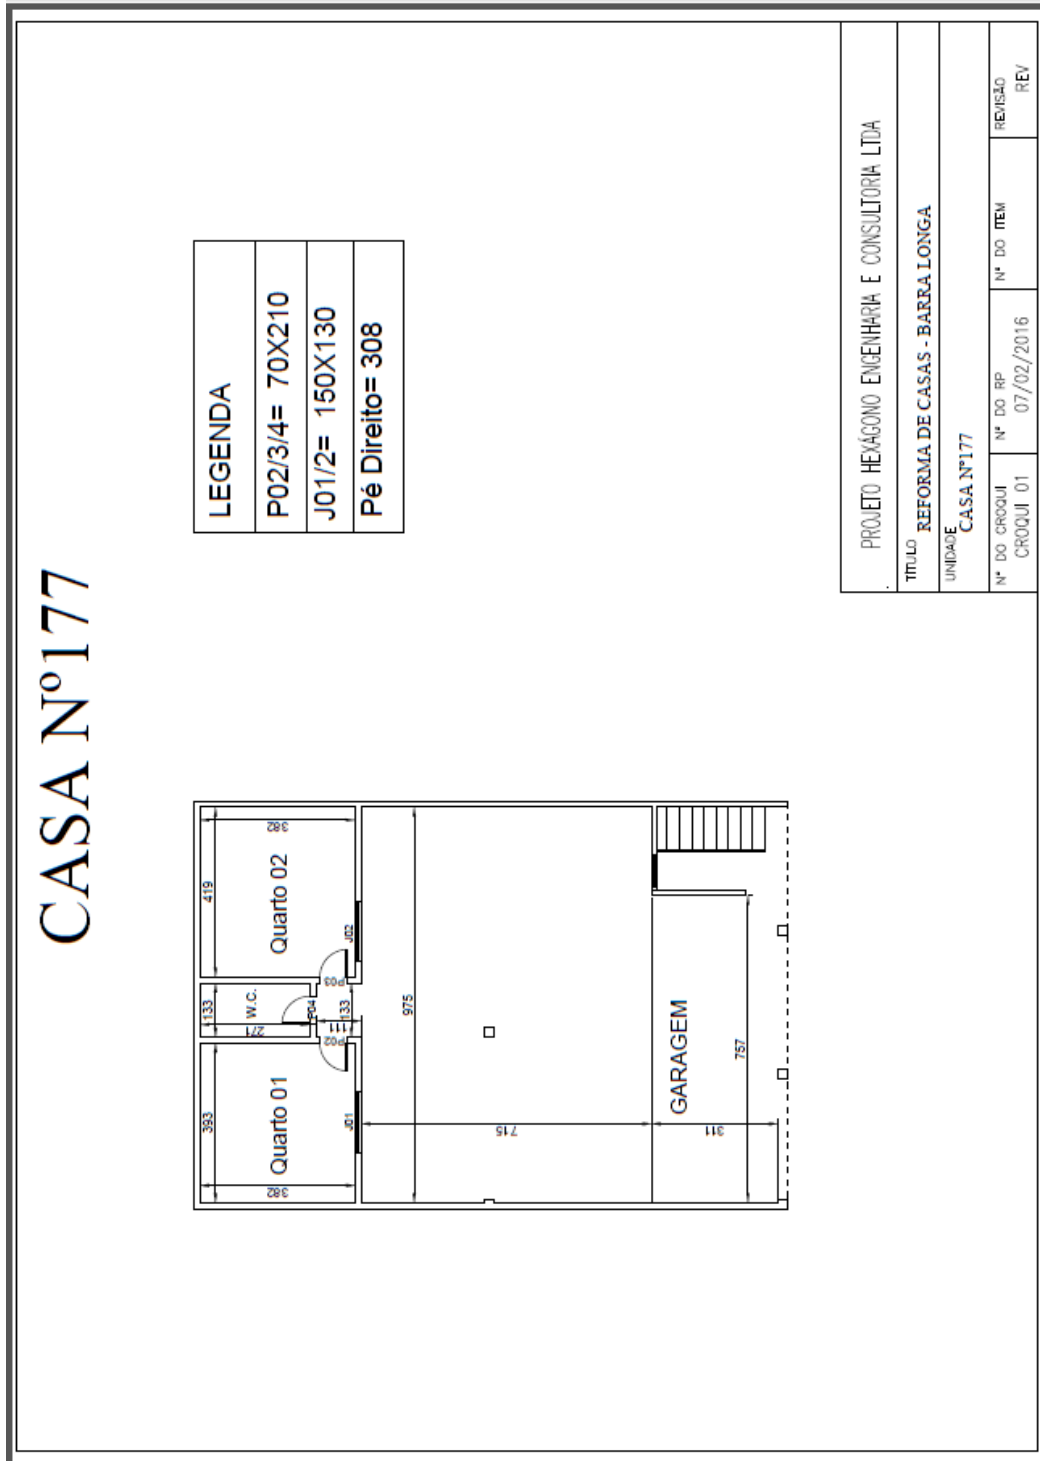 CASA Nº177
LEGENDA
P02/3/4= 70X210
J01/2= 150X130
Pé Direito= 308
393
133
419
Quarto 01
W.C.
Quarto 02
382
271
382
P04
P02
111
133
P03
J01
J02
975
715
GARAGEM
311
757
PROJETO HEXÁGONO ENGENHARIA E CONSULTORIA LTDA
TÍTULO
REFORMA DE CASAS - BARRA LONGA
UNIDADE
CASA Nº177
Nº DO CROQUI
CROQUI 01
Nº DO RP
07/02/2016
Nº DO ITEM
REVISÃO
REV